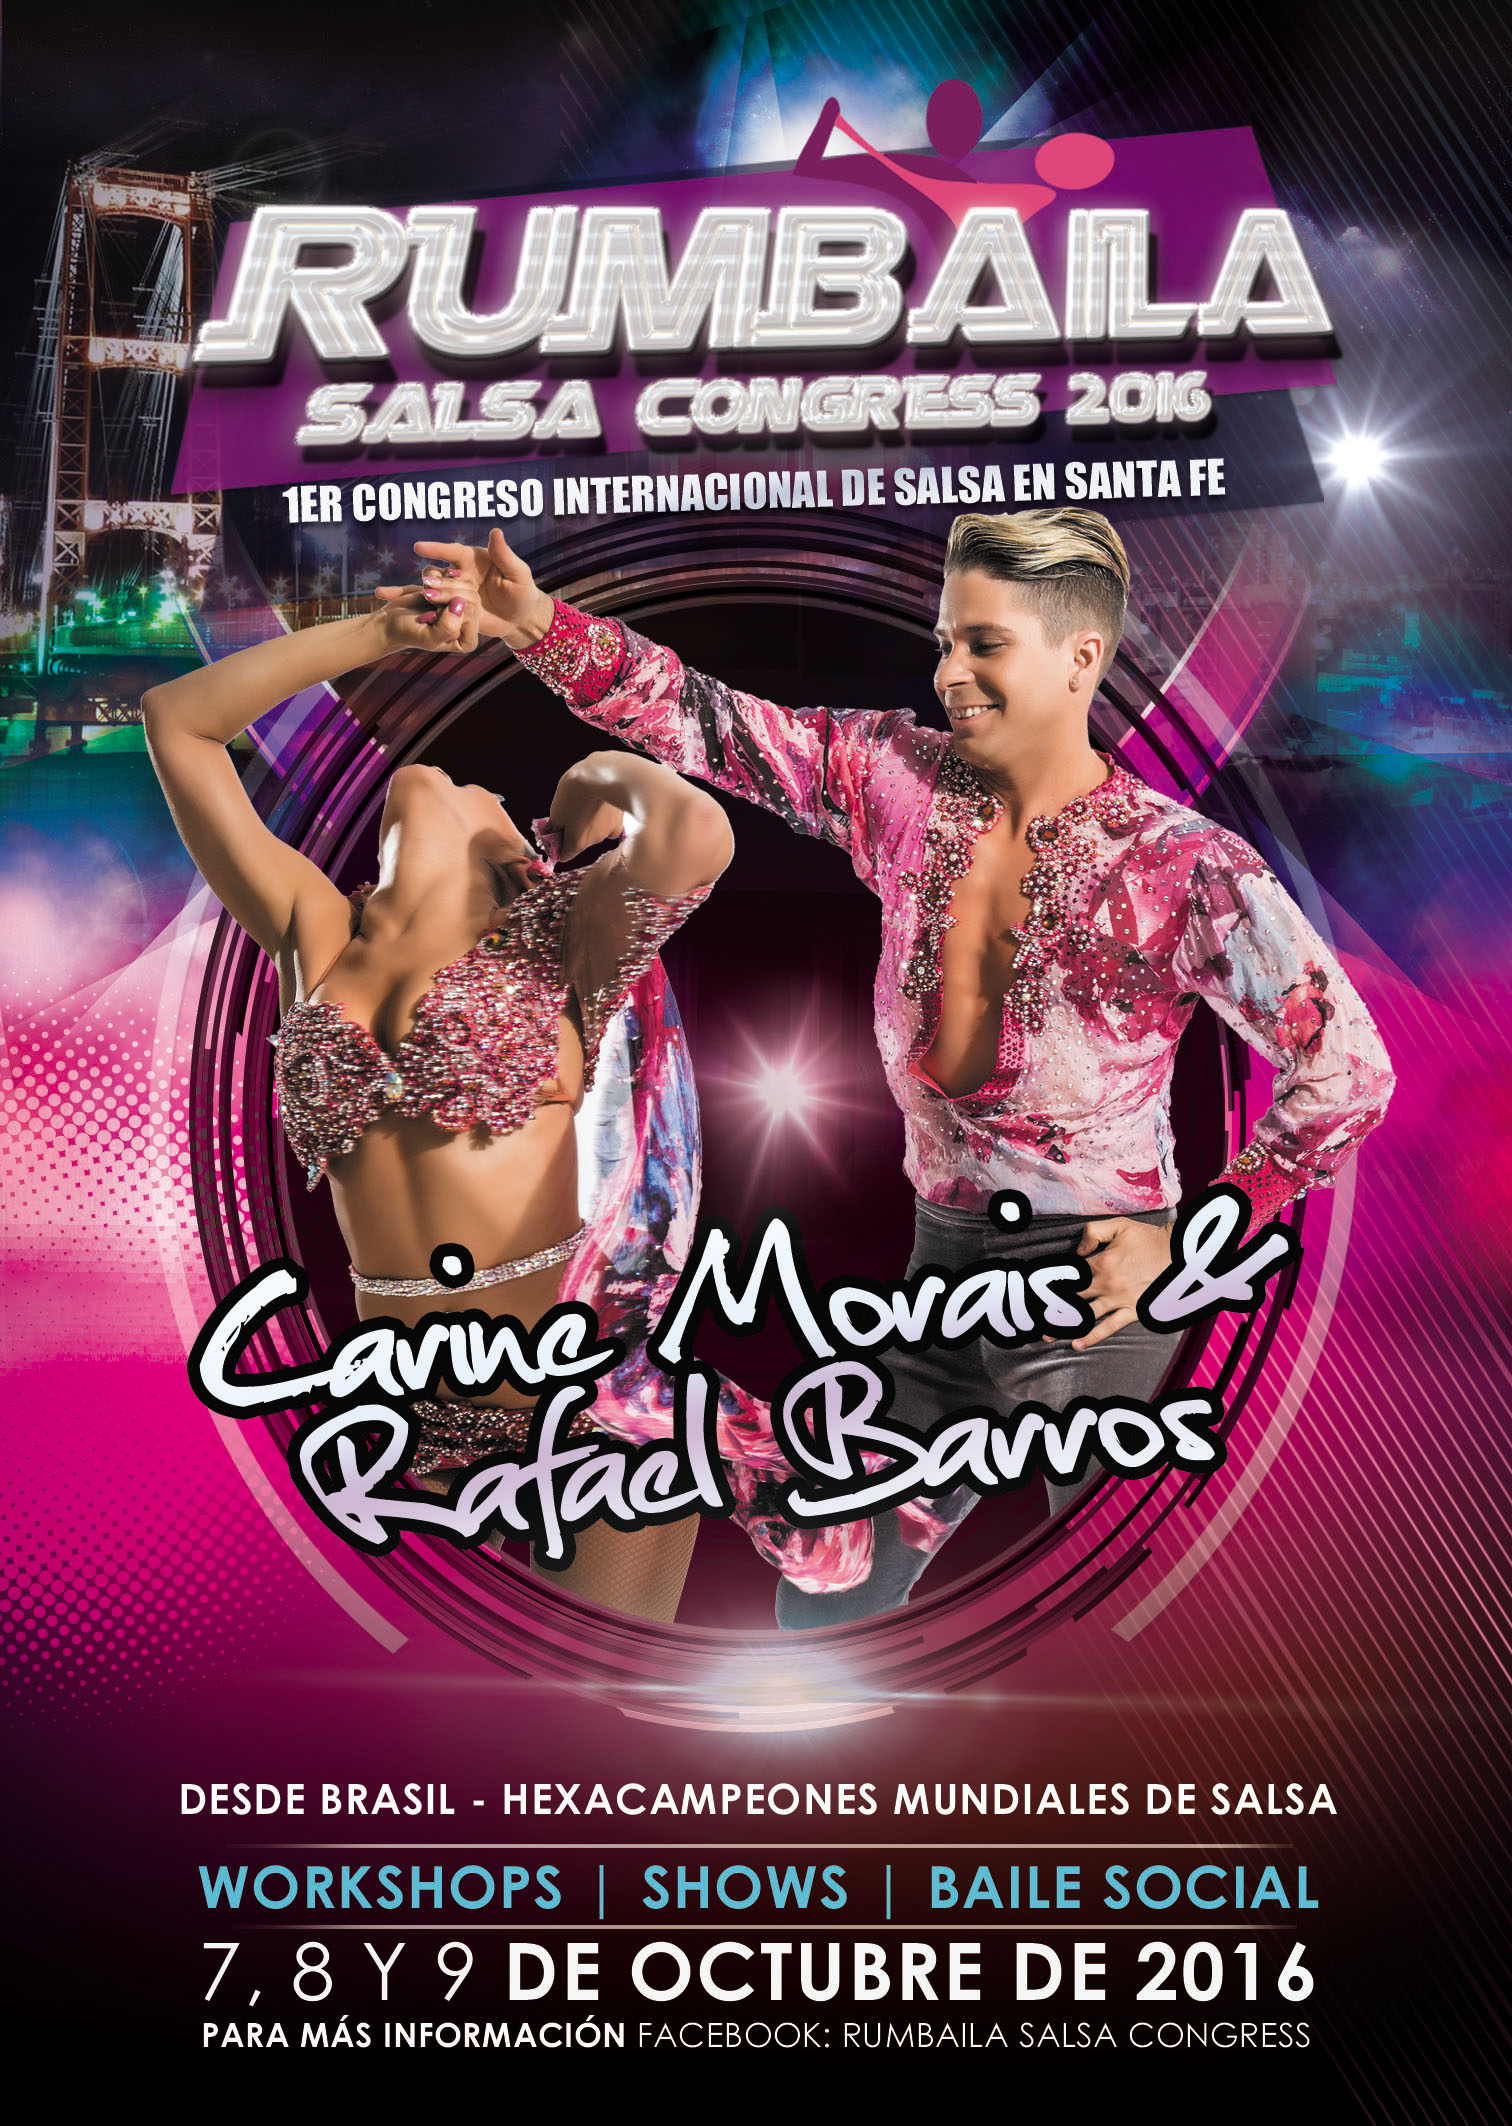 RUMBAILA
SALSA CONGRESS 2016
1ER CONGRESO INTERNACIONAL DE SALSA EN SANTA FE
Carine Morais &
Rafael Barros
DESDE BRASIL - HEXACAMPEONES MUNDIALES DE SALSA
WORKSHOPS | SHOWS | BAILE SOCIAL
7, 8 Y 9 DE OCTUBRE DE 2016
PARA MÁS INFORMACIÓN FACEBOOK: RUMBAILA SALSA CONGRESS